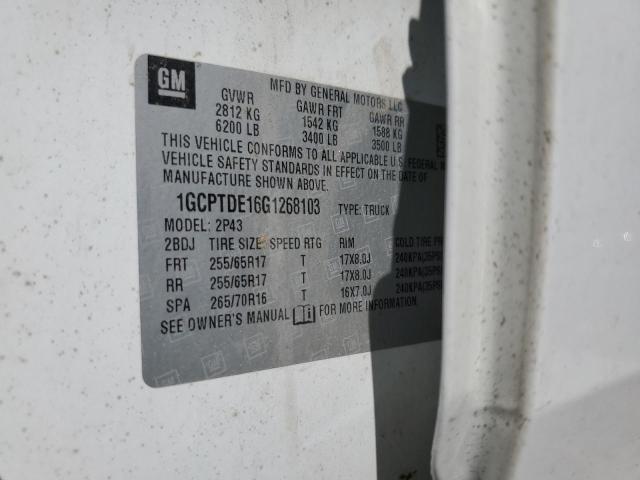 GM
MFD BY GENERAL MOTORS LLC
GVWR GAWR FRT GAWR RR
2812 KG 1542 KG 1588 KG
6200 LB 3400 LB 3500 LB
THIS VEHICLE CONFORMS TO ALL APPLICABLE U.S. FEDERAL
VEHICLE SAFETY STANDARDS IN EFFECT ON THE DATE OF
MANUFACTURE SHOWN ABOVE.
1GCPTDE16G1268103 TYPE: TRUCK
MODEL: 2P43
2BDJ TIRE SIZE SPEED RTG RIM COLD TIRE PR
FRT 255/65R17 T 17X8.0J 240KPA(35PS
RR 255/65R17 T 17X8.0J 240KPA(35PS
SPA 265/70R16 T 16X7.0J 240KPA(35PS
SEE OWNER'S MANUAL FOR MORE INFORMATION.